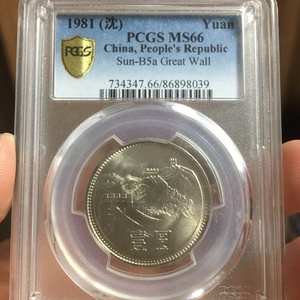 1981 (沈) Yuan
PCGS MS66
China, People's Republic
Sun-B5a Great Wall
734347.66/86898039
PCGS
壹圆